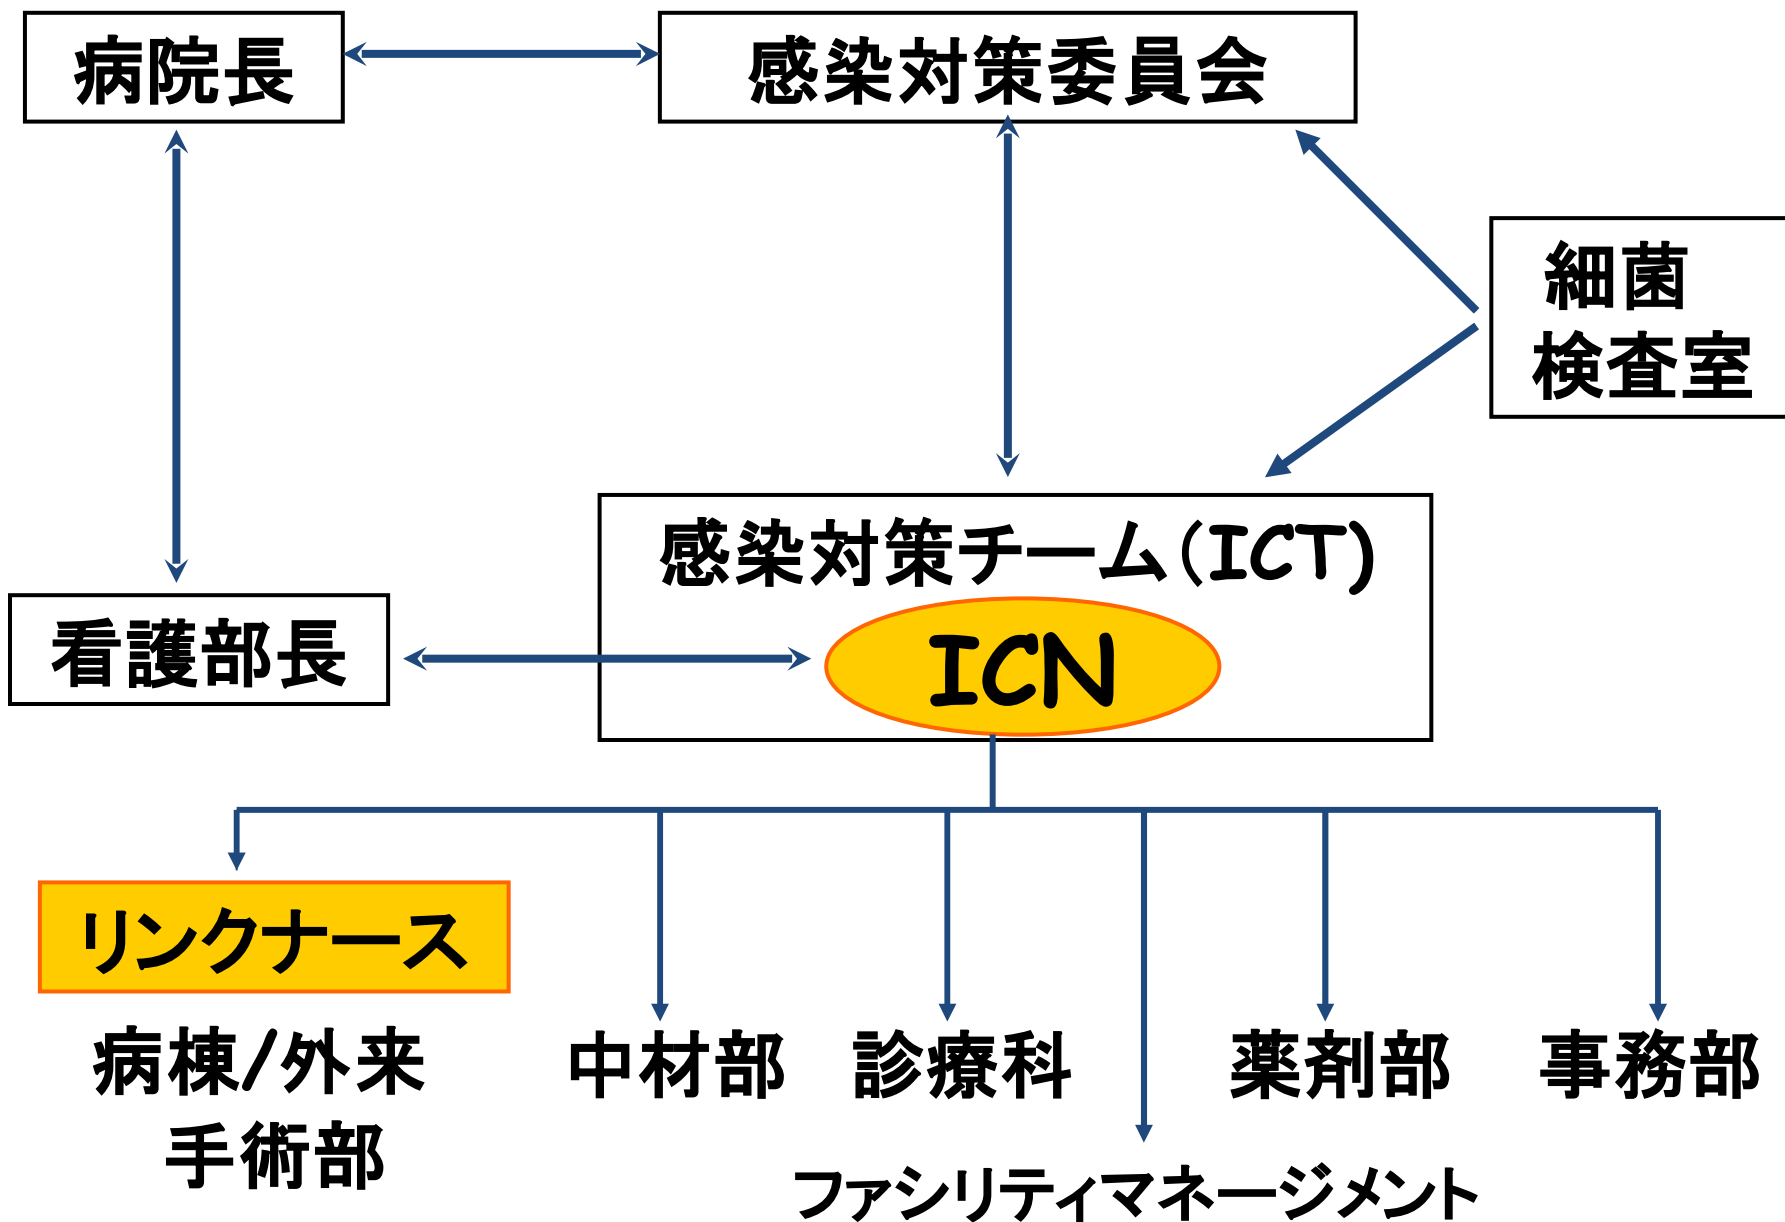 病院長
感染対策委員会
細菌
検査室
感染対策チーム(ICT)
ICN
看護部長
リンクナース
病棟/外来
手術部
中材部
診療科
薬剤部
事務部
ファシリティマネージメント